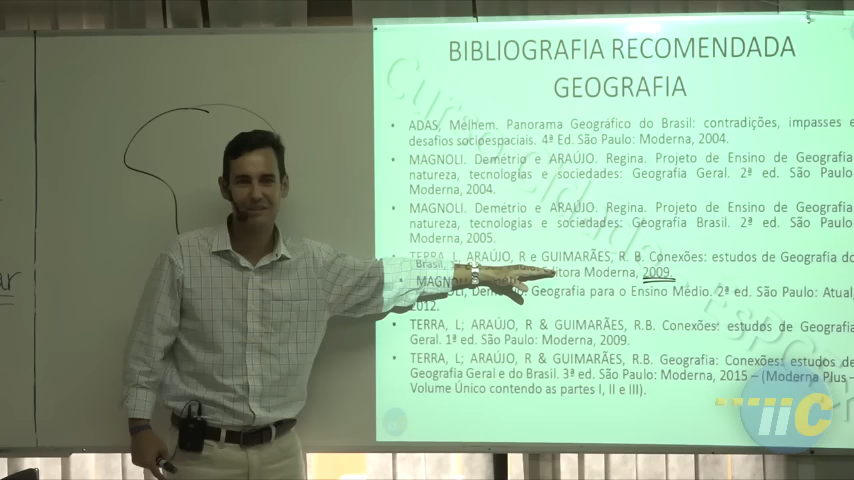 BIBLIOGRAFIA RECOMENDADA
GEOGRAFIA
• ADAS, Melhem. Panorama Geográfico do Brasil: contradições, impasses e
desafios socioespaciais. 4ª Ed. São Paulo: Moderna, 2004.
• MAGNOLI. Demétrio e ARAÚJO. Regina. Projeto de Ensino de Geografia
natureza, tecnologias e sociedades: Geografia Geral. 2ª ed. São Paulo
Moderna, 2004.
• MAGNOLI. Demétrio e ARAÚJO. Regina. Projeto de Ensino de Geografia
natureza, tecnologias e sociedades: Geografia Brasil. 2ª ed. São Paulo
Moderna, 2005.
TERRA, L, ARAÚJO, R e GUIMARÃES, R. B. Conexões: estudos de Geografia do
Brasil, Moderna, 2009.
• MAGNOLI, Geografia para o Ensino Médio. 2ª ed. São Paulo: Atual,
2012.
• TERRA, L; ARAÚJO, R & GUIMARÃES, R.B. Conexões: estudos de Geografia
Geral. 1ª ed. São Paulo: Moderna, 2009.
• TERRA, L; ARAÚJO, R & GUIMARÃES, R.B. Geografia: Conexões: estudos de
Geografia Geral e do Brasil. 3ª ed. São Paulo: Moderna, 2015 – (Moderna Plus –
Volume Único contendo as partes I, II e III).
Curso Cidade
iiC